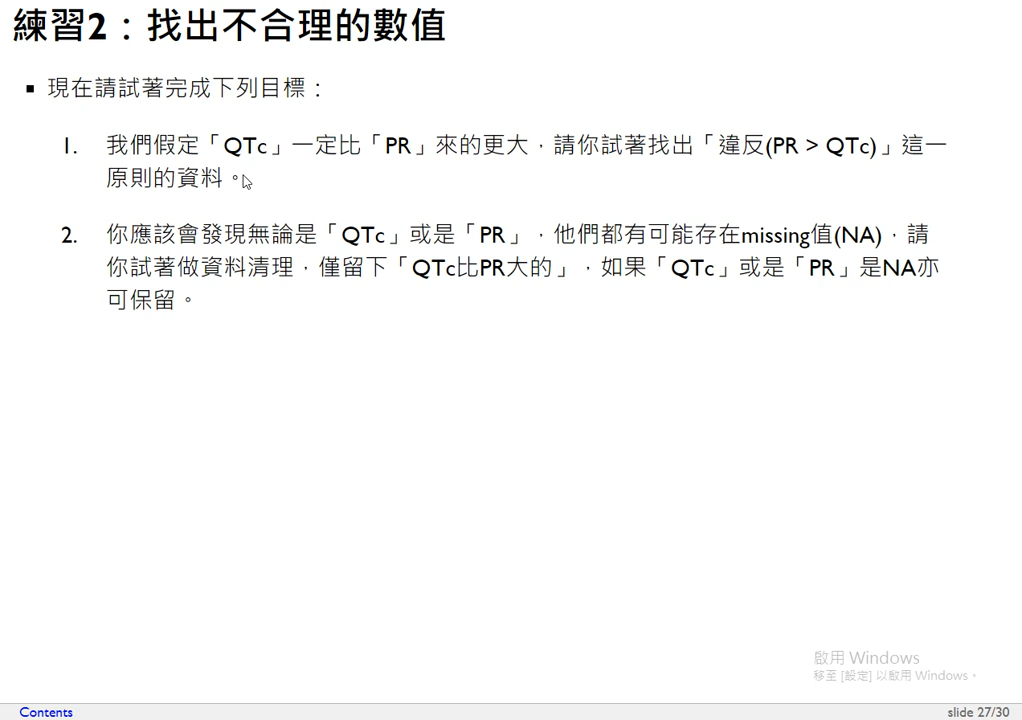 練習2：找出不合理的數值
▪ 現在請試著完成下列目標：
1. 我們假定「QTc」一定比「PR」來的更大，請你試著找出「違反(PR > QTc)」這一
原則的資料。
2. 你應該會發現無論是「QTc」或是「PR」，他們都有可能存在missing值(NA)，請
你試著做資料清理，僅留下「QTc比PR大的」，如果「QTc」或是「PR」是NA亦
可保留。
啟用 Windows
移至 [設定] 以啟用 Windows。
Contents
slide 27/30